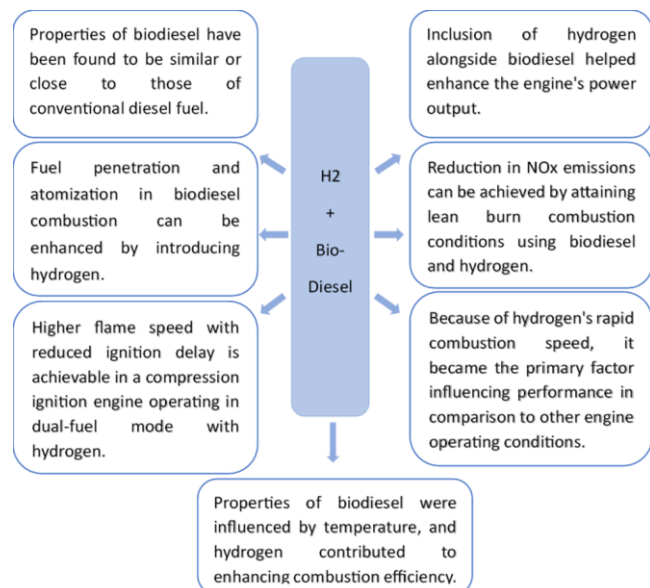 Properties of biodiesel have
been found to be similar or
close to those of
conventional diesel fuel.
Fuel penetration and
atomization in biodiesel
combustion can be
enhanced by introducing
hydrogen.
Higher flame speed with
reduced ignition delay is
achievable in a compression
ignition engine operating in
dual-fuel mode with
hydrogen.
H2
+
Bio-
Diesel
Inclusion of hydrogen
alongside biodiesel helped
enhance the engine's power
output.
Reduction in NOx emissions
can be achieved by attaining
lean burn combustion
conditions using biodiesel
and hydrogen.
Because of hydrogen's rapid
combustion speed, it
became the primary factor
influencing performance in
comparison to other engine
operating conditions.
Properties of biodiesel were
influenced by temperature, and
hydrogen contributed to
enhancing combustion efficiency.